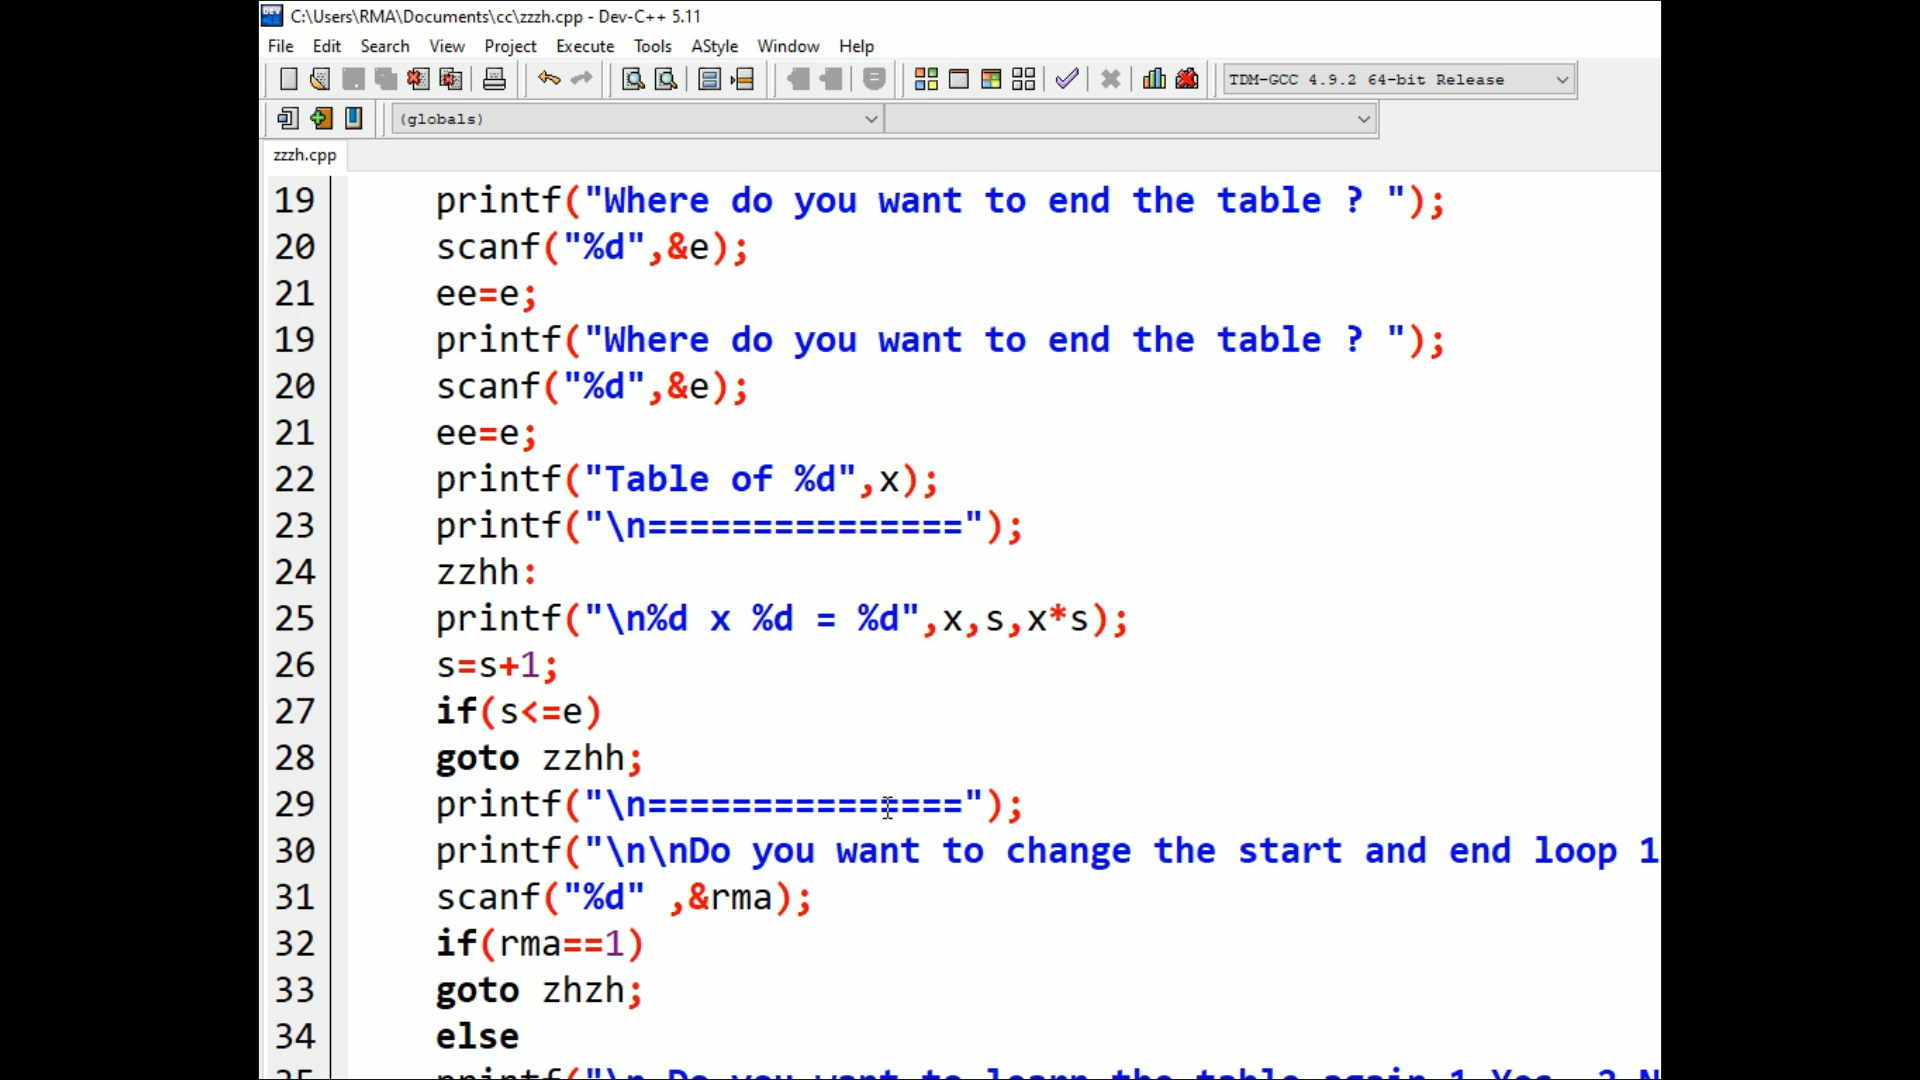 C:\Users\RMA\Documents\cc\zzzh.cpp - Dev-C++ 5.11
File Edit Search View Project Execute Tools AStyle Window Help
TDM-GCC 4.9.2 64-bit Release
(globals)
zzzh.cpp
19 printf("Where do you want to end the table ? ");
20 scanf("%d",&e);
21 ee=e;
19 printf("Where do you want to end the table ? ");
20 scanf("%d",&e);
21 ee=e;
22 printf("Table of %d",x);
23 printf("\n===============");
24 zzhh:
25 printf("\n%d x %d = %d",x,s,x*s);
26 s=s+1;
27 if(s<=e)
28 goto zzhh;
29 printf("\n===============");
30 printf("\n\nDo you want to change the start and end loop 1
31 scanf("%d" ,&rma);
32 if(rma==1)
33 goto zhzh;
34 else